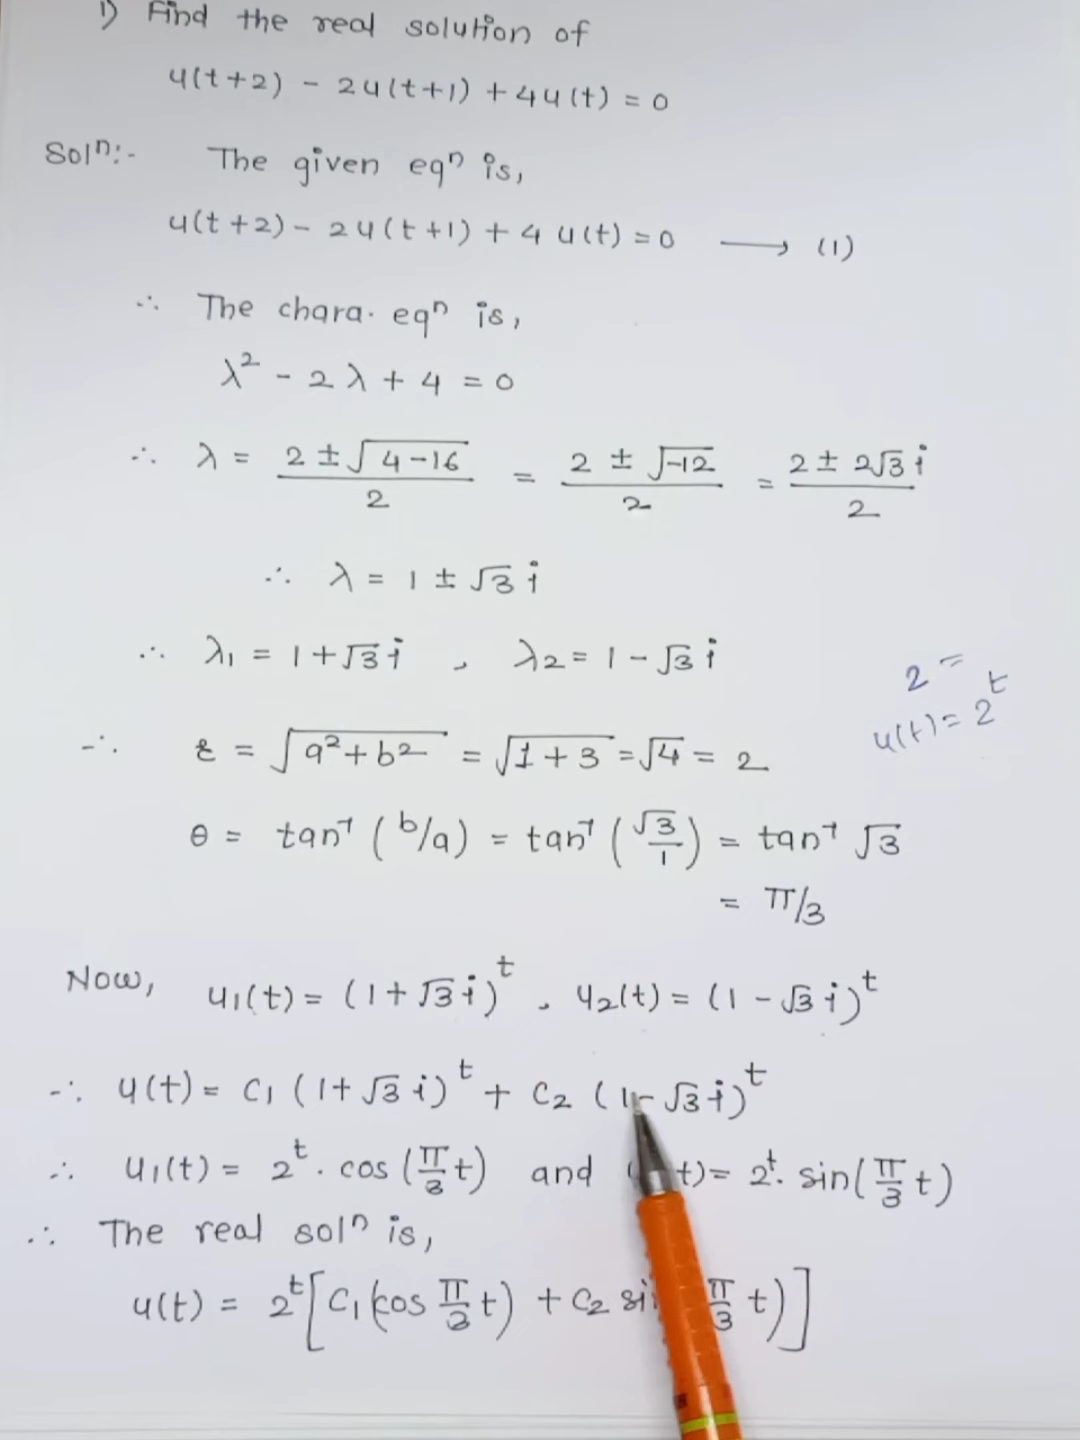 1) Find the real solution of
u(t+2) - 2u(t+1) + 4u(t) = 0
Solⁿ:- The given eqⁿ is,
u(t+2) - 2u(t+1) + 4u(t) = 0 ⟶ (1)
∴ The chara. eqⁿ is,
λ² - 2λ + 4 = 0
∴ λ = (2 ± √(4-16))/2 = (2 ± √-12)/2 = (2 ± 2√3 i)/2
∴ λ = 1 ± √3 i
∴ λ₁ = 1 + √3 i , λ₂ = 1 - √3 i
2 =
u(t) = 2^t
∴ r = √(a²+b²) = √(1+3) = √4 = 2
θ = tan⁻¹ (b/a) = tan⁻¹ (√3/1) = tan⁻¹ √3
= π/3
Now, u₁(t) = (1+√3 i)^t , u₂(t) = (1 - √3 i)^t
∴ u(t) = C₁ (1+√3 i)^t + C₂ (1-√3 i)^t
∴ u₁(t) = 2^t . cos (π/3 t) and t) = 2^t . sin(π/3 t)
∴ The real solⁿ is,
u(t) = 2^t [C₁ (cos π/3 t) + C₂ si π/3 t)]